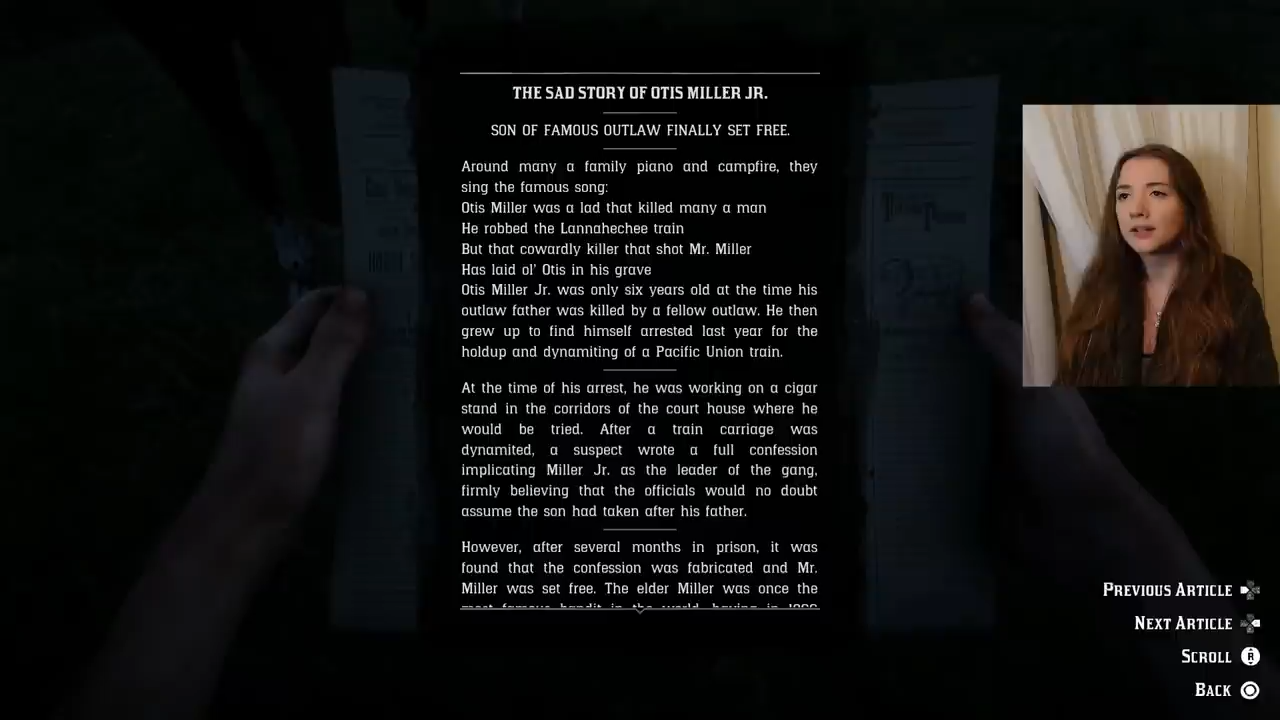 THE SAD STORY OF OTIS MILLER JR.
SON OF FAMOUS OUTLAW FINALLY SET FREE.
Around many a family piano and campfire, they
sing the famous song:
Otis Miller was a lad that killed many a man
He robbed the Lannahechee train
But that cowardly killer that shot Mr. Miller
Has laid ol' Otis in his grave
Otis Miller Jr. was only six years old at the time his
outlaw father was killed by a fellow outlaw. He then
grew up to find himself arrested last year for the
holdup and dynamiting of a Pacific Union train.
At the time of his arrest, he was working on a cigar
stand in the corridors of the court house where he
would be tried. After a train carriage was
dynamited, a suspect wrote a full confession
implicating Miller Jr. as the leader of the gang,
firmly believing that the officials would no doubt
assume the son had taken after his father.
However, after several months in prison, it was
found that the confession was fabricated and Mr.
Miller was set free. The elder Miller was once the
most famous bandit in the world, having in
PREVIOUS ARTICLE
NEXT ARTICLE
SCROLL R
BACK